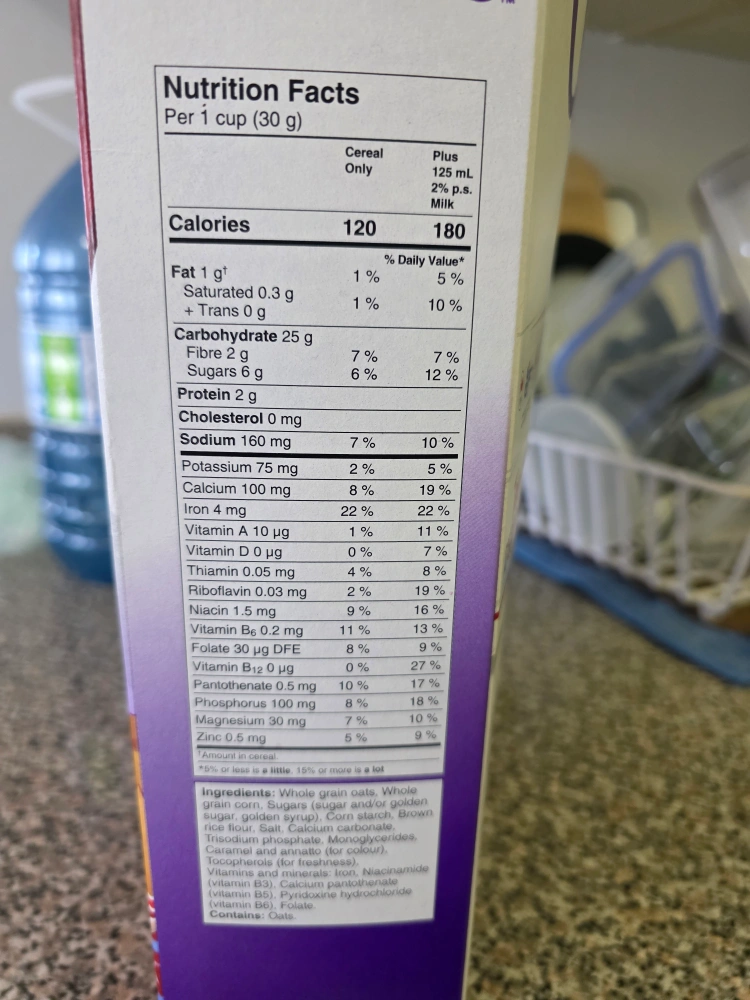 TM
Nutrition Facts
Per 1 cup (30 g)
Cereal Only
Plus 125 mL 2% p.s. Milk
Calories 120 180
% Daily Value*
Fat 1 g† 1 % 5 %
Saturated 0.3 g
+ Trans 0 g 1 % 10 %
Carbohydrate 25 g
Fibre 2 g 7 % 7 %
Sugars 6 g 6 % 12 %
Protein 2 g
Cholesterol 0 mg
Sodium 160 mg 7 % 10 %
Potassium 75 mg 2 % 5 %
Calcium 100 mg 8 % 19 %
Iron 4 mg 22 % 22 %
Vitamin A 10 µg 1 % 11 %
Vitamin D 0 µg 0 % 7 %
Thiamin 0.05 mg 4 % 8 %
Riboflavin 0.03 mg 2 % 19 %
Niacin 1.5 mg 9 % 16 %
Vitamin B6 0.2 mg 11 % 13 %
Folate 30 µg DFE 8 % 9 %
Vitamin B12 0 µg 0 % 27 %
Pantothenate 0.5 mg 10 % 17 %
Phosphorus 100 mg 8 % 18 %
Magnesium 30 mg 7 % 10 %
Zinc 0.5 mg 5 % 9 %
†Amount in cereal.
*5% or less is a little, 15% or more is a lot
Ingredients: Whole grain oats, Whole
grain corn, Sugars (sugar and/or golden
sugar, golden syrup), Corn starch, Brown
rice flour, Salt, Calcium carbonate,
Trisodium phosphate, Monoglycerides,
Caramel and annatto (for colour),
Tocopherols (for freshness).
Vitamins and minerals: Iron, Niacinamide
(vitamin B3), Calcium pantothenate
(vitamin B5), Pyridoxine hydrochloride
(vitamin B6), Folate.
Contains: Oats.